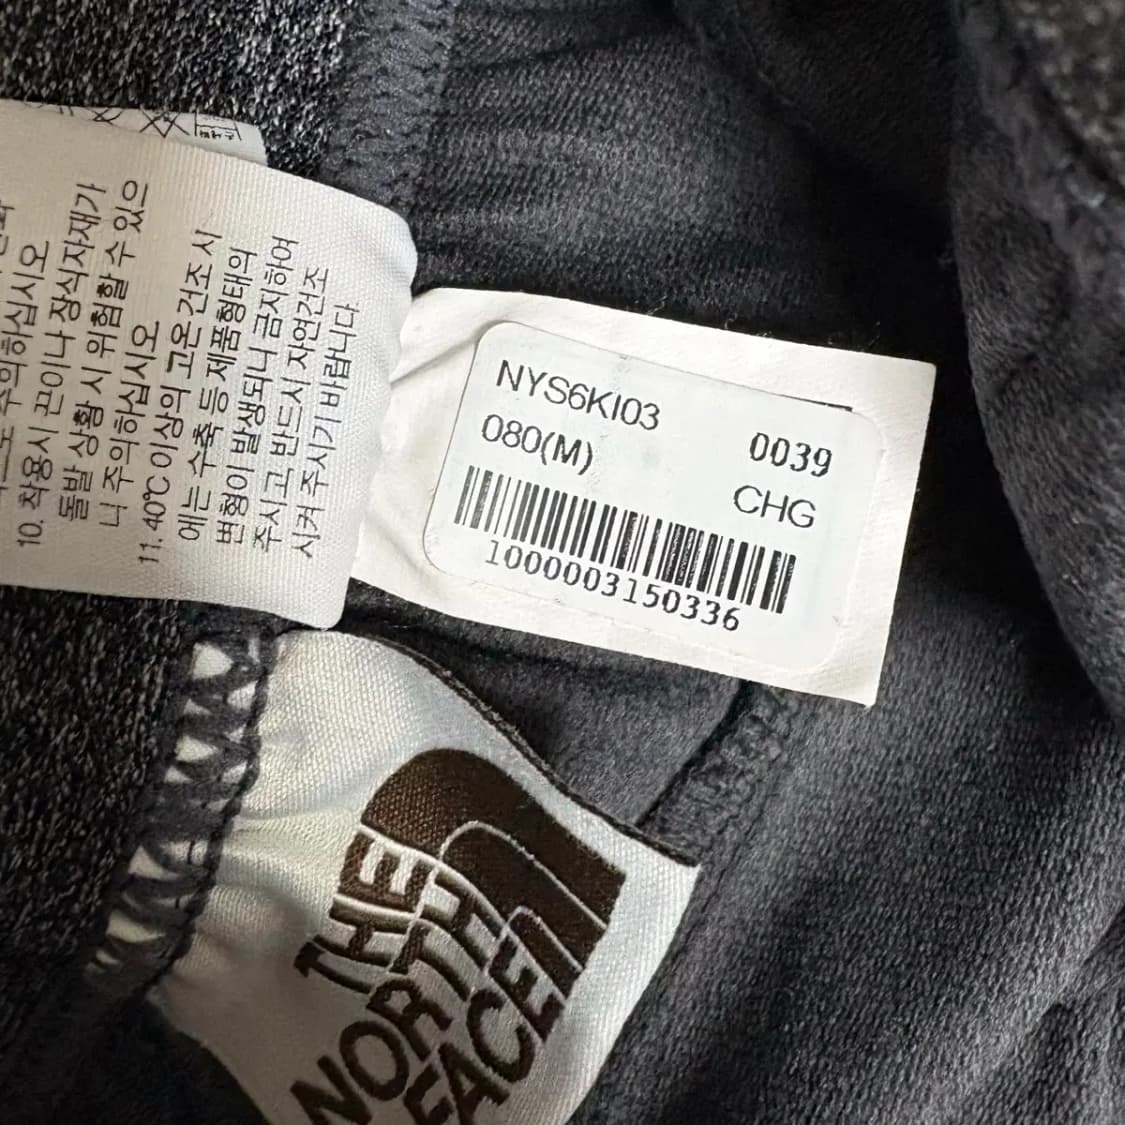 하십시오
10. 착용시 끈이나 장식자재가
돌발 상황 시 위험할 수 있으
니 주의하십시오
11. 40℃ 이상의 고온 건조 시
에는 수축 등 제품형태의
변형이 발생되니 금지하여
주시고 반드시 자연건조
시켜 주시기 바랍니다.
NYS6KI03
0039
080(M)
CHG
1000003150336
THE
NORTH
FACE